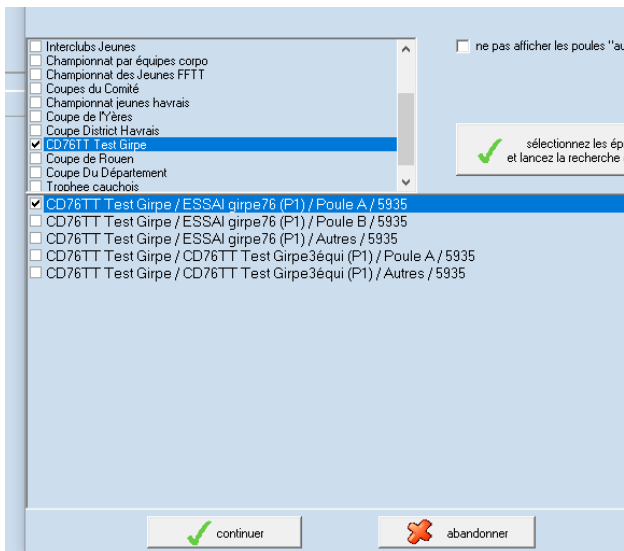 Interclubs Jeunes
Championnat par équipes corpo
Championnat des Jeunes FFTT
Coupes du Comité
Championnat jeunes havrais
Coupe de l'Yères
Coupe District Havrais
CD76TT Test Girpe
Coupe de Rouen
Coupe Du Département
Trophee cauchois
ne pas afficher les poules "au
sélectionnez les ép
et lancez la recherche
CD76TT Test Girpe / ESSAI girpe76 (P1) / Poule A / 5935
CD76TT Test Girpe / ESSAI girpe76 (P1) / Poule B / 5935
CD76TT Test Girpe / ESSAI girpe76 (P1) / Autres / 5935
CD76TT Test Girpe / CD76TT Test Girpe3équi (P1) / Poule A / 5935
CD76TT Test Girpe / CD76TT Test Girpe3équi (P1) / Autres / 5935
continuer
abandonner